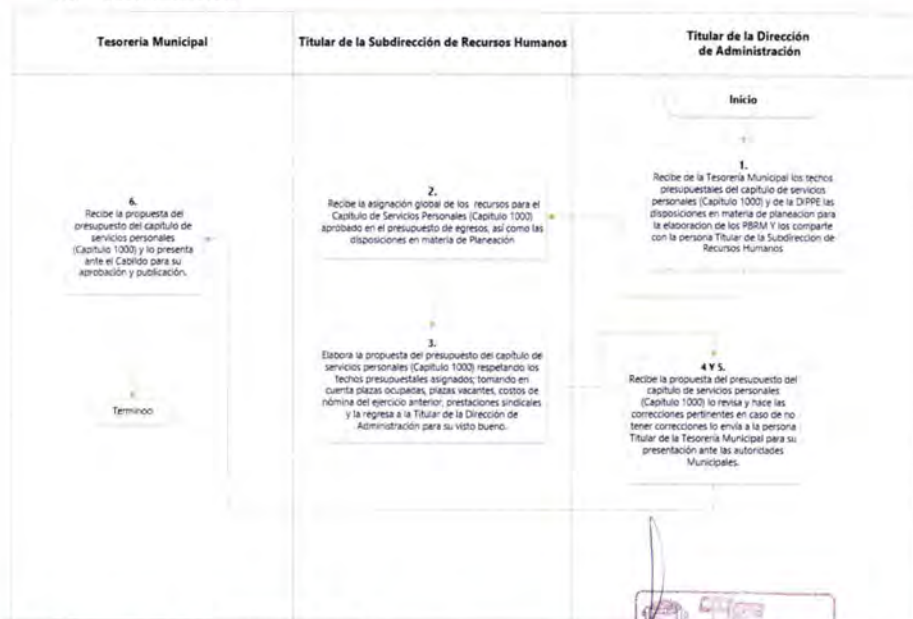 Tesorería Municipal
Titular de la Subdirección de Recursos Humanos
Titular de la Dirección
de Administración
Inicio
1.
Recibe de la Tesorería Municipal los techos
presupuestales del capítulo de servicios
personales (Capítulo 1000) y de la DIPPE las
disposiciones en materia de planeacion para
la elaboracion de los PBRM Y los comparte
con la persona Titular de la Subdireccion de
Recursos Humanos
2.
Recibe la asignación global de los recursos para el
Capítulo de Servicios Personales (Capítulo 1000)
aprobado en el presupuesto de egresos, así como las
disposiciones en materia de Planeación
3.
Elabora la propuesta del presupuesto del capítulo de
servicios personales (Capítulo 1000) respetando los
techos presupuestales asignados; tomando en
cuenta plazas ocupadas, plazas vacantes, costos de
nómina del ejercicio anterior, prestaciones sindicales
y la regresa a la Titular de la Dirección de
Administración para su visto bueno.
4 Y 5.
Recibe la propuesta del presupuesto del
capítulo de servicios personales
(Capítulo 1000) lo revisa y hace las
correcciones pertinentes en caso de no
tener correcciones lo envía a la persona
Titular de la Tesorería Municipal para su
presentación ante las autoridades
Municipales.
6.
Recibe la propuesta del
presupuesto del capítulo de
servicios personales
(Capítulo 1000) y lo presenta
ante el Cabildo para su
aprobación y publicación.
Terminoo